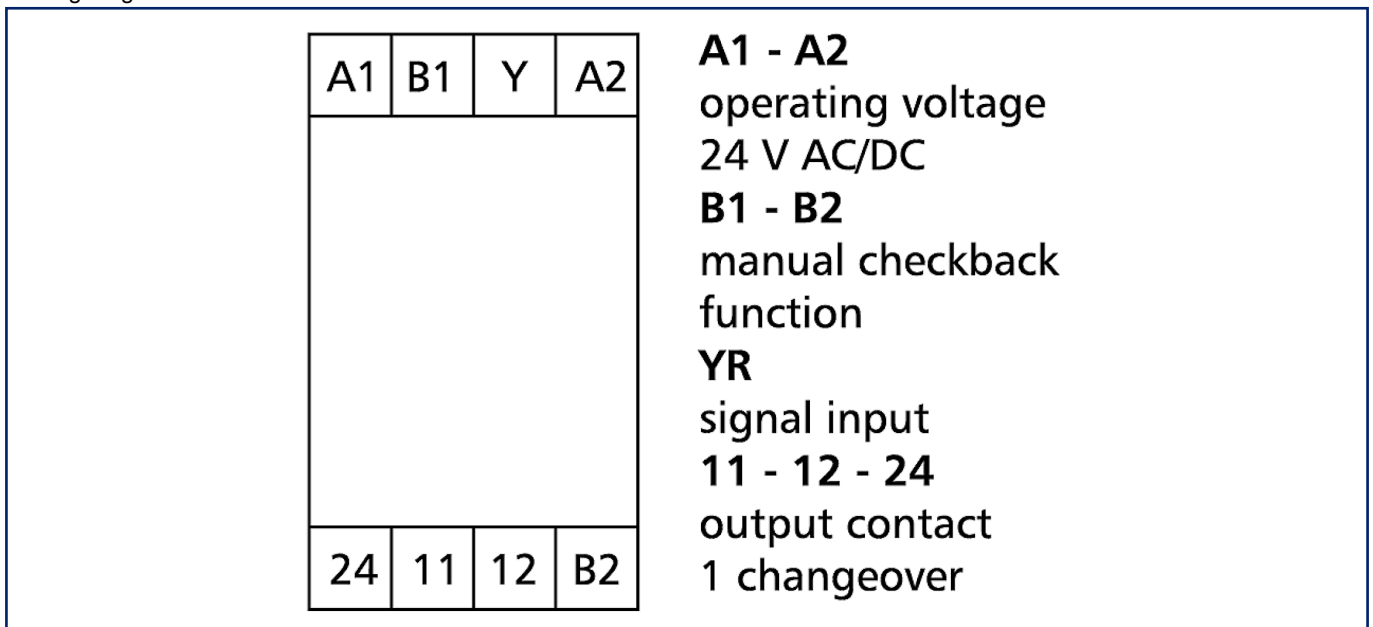 A1 B1 Y A2
24 11 12 B2
A1 - A2
operating voltage
24 V AC/DC
B1 - B2
manual checkback
function
YR
signal input
11 - 12 - 24
output contact
1 changeover